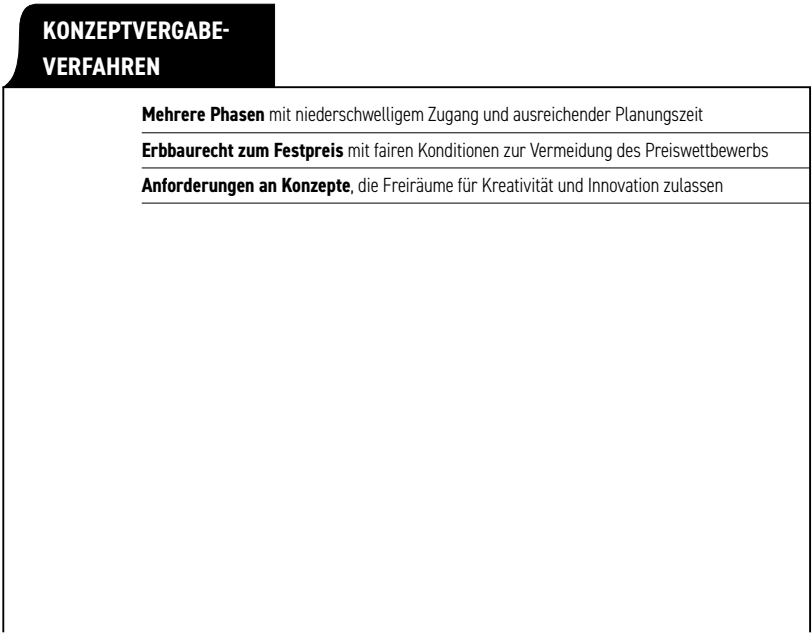 KONZEPTVERGABE-
VERFAHREN
Mehrere Phasen mit niederschwelligem Zugang und ausreichender Planungszeit
Erbbaurecht zum Festpreis mit fairen Konditionen zur Vermeidung des Preiswettbewerbs
Anforderungen an Konzepte, die Freiräume für Kreativität und Innovation zulassen